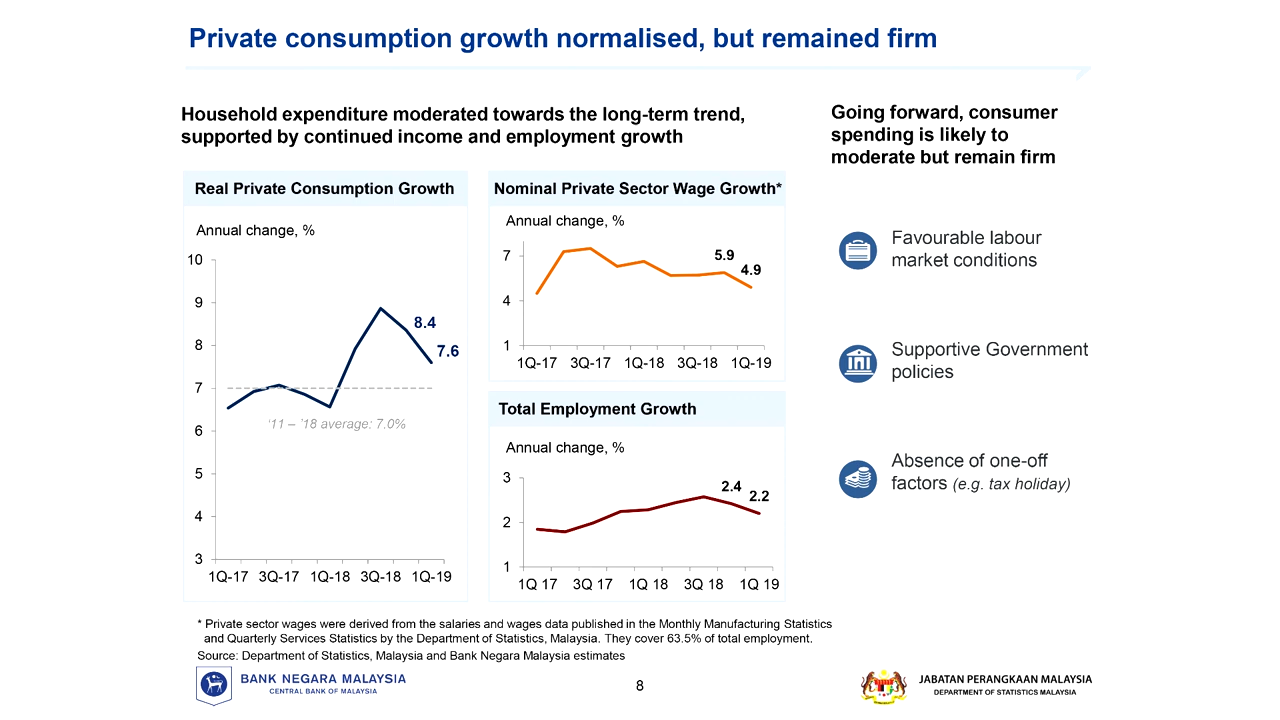 Private consumption growth normalised, but remained firm
Household expenditure moderated towards the long-term trend,
supported by continued income and employment growth
Real Private Consumption Growth
Annual change, %
10
9
8
7
6
5
4
3
8.4
7.6
‘11 – ’18 average: 7.0%
1Q-17 3Q-17 1Q-18 3Q-18 1Q-19
Nominal Private Sector Wage Growth*
Annual change, %
7
4
1
5.9
4.9
1Q-17 3Q-17 1Q-18 3Q-18 1Q-19
Total Employment Growth
Annual change, %
3
2
1
2.4
2.2
1Q 17 3Q 17 1Q 18 3Q 18 1Q 19
Going forward, consumer
spending is likely to
moderate but remain firm
Favourable labour
market conditions
Supportive Government
policies
Absence of one-off
factors (e.g. tax holiday)
* Private sector wages were derived from the salaries and wages data published in the Monthly Manufacturing Statistics
and Quarterly Services Statistics by the Department of Statistics, Malaysia. They cover 63.5% of total employment.
Source: Department of Statistics, Malaysia and Bank Negara Malaysia estimates
BANK NEGARA MALAYSIA
CENTRAL BANK OF MALAYSIA
8
JABATAN PERANGKAAN MALAYSIA
DEPARTMENT OF STATISTICS MALAYSIA